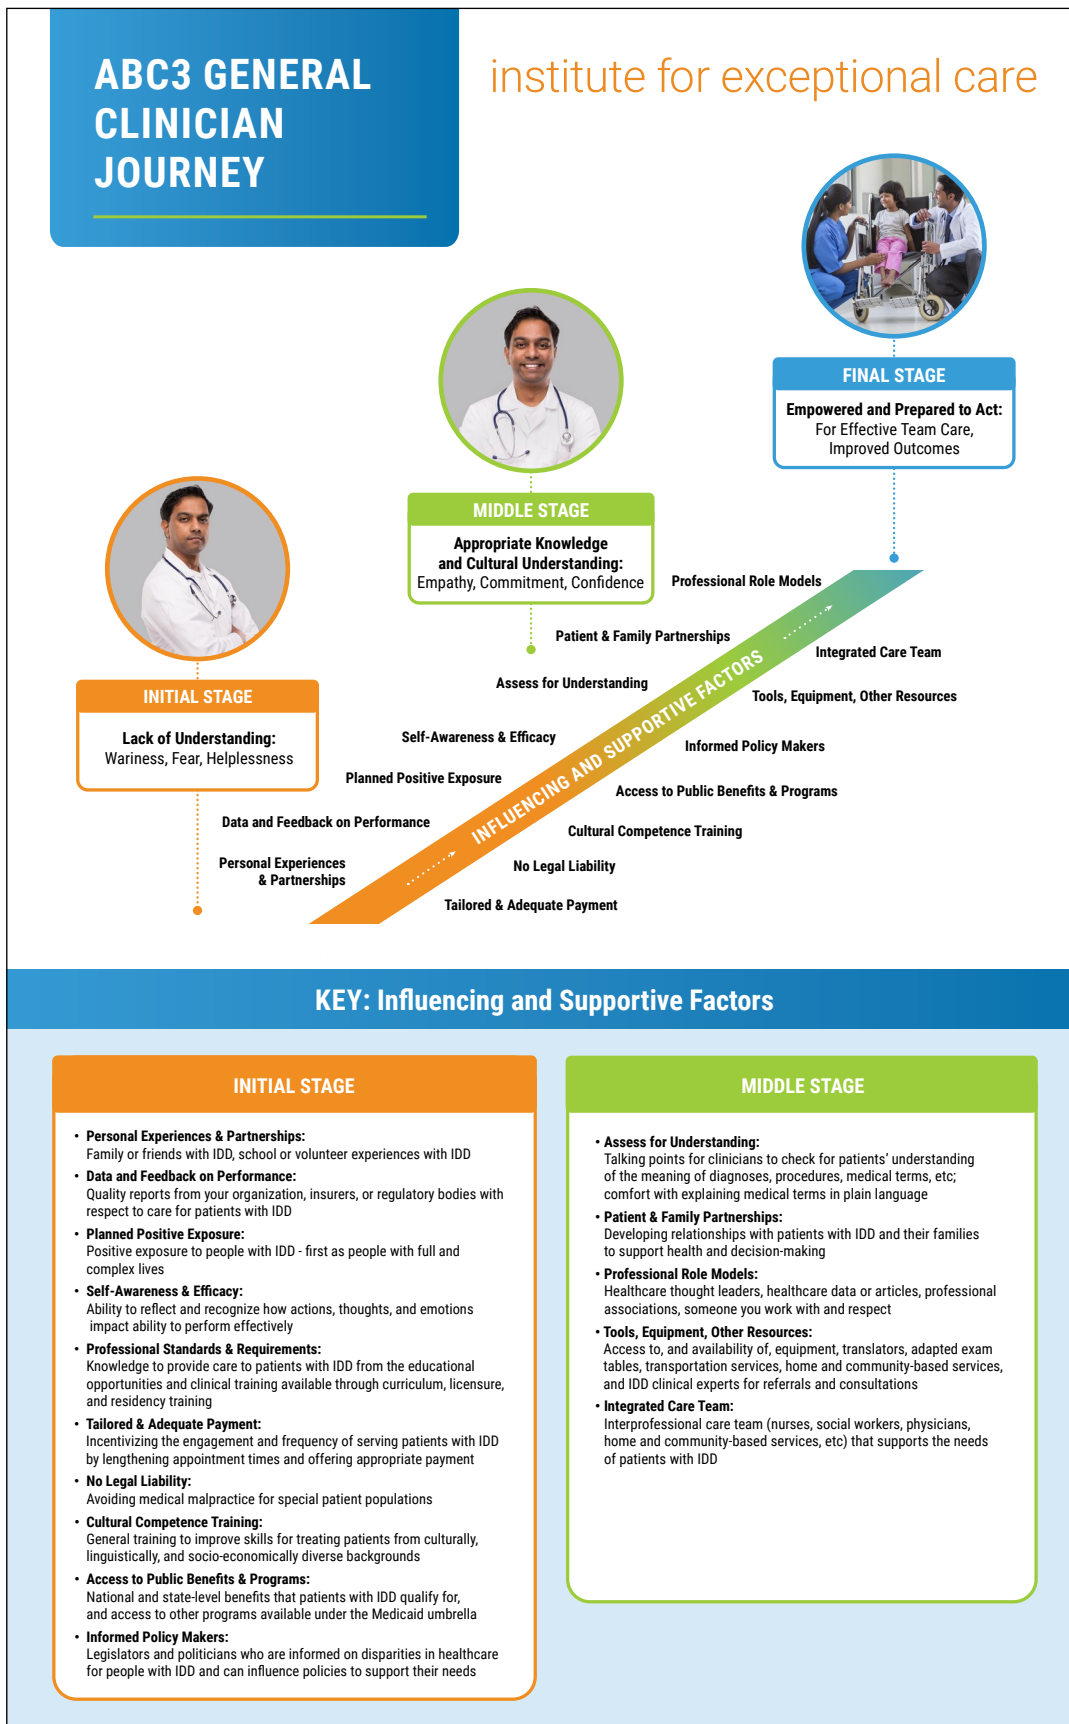 ABC3 GENERAL
CLINICIAN
JOURNEY
institute for exceptional care
FINAL STAGE
Empowered and Prepared to Act:
For Effective Team Care,
Improved Outcomes
MIDDLE STAGE
Appropriate Knowledge
and Cultural Understanding:
Empathy, Commitment, Confidence
INITIAL STAGE
Lack of Understanding:
Wariness, Fear, Helplessness
Professional Role Models
Patient & Family Partnerships
Assess for Understanding
Self-Awareness & Efficacy
Planned Positive Exposure
Data and Feedback on Performance
Personal Experiences
& Partnerships
INFLUENCING AND SUPPORTIVE FACTORS
Integrated Care Team
Tools, Equipment, Other Resources
Informed Policy Makers
Access to Public Benefits & Programs
Cultural Competence Training
No Legal Liability
Tailored & Adequate Payment
KEY: Influencing and Supportive Factors
INITIAL STAGE
• Personal Experiences & Partnerships:
Family or friends with IDD, school or volunteer experiences with IDD
• Data and Feedback on Performance:
Quality reports from your organization, insurers, or regulatory bodies with
respect to care for patients with IDD
• Planned Positive Exposure:
Positive exposure to people with IDD - first as people with full and
complex lives
• Self-Awareness & Efficacy:
Ability to reflect and recognize how actions, thoughts, and emotions
impact ability to perform effectively
• Professional Standards & Requirements:
Knowledge to provide care to patients with IDD from the educational
opportunities and clinical training available through curriculum, licensure,
and residency training
• Tailored & Adequate Payment:
Incentivizing the engagement and frequency of serving patients with IDD
by lengthening appointment times and offering appropriate payment
• No Legal Liability:
Avoiding medical malpractice for special patient populations
• Cultural Competence Training:
General training to improve skills for treating patients from culturally,
linguistically, and socio-economically diverse backgrounds
• Access to Public Benefits & Programs:
National and state-level benefits that patients with IDD qualify for,
and access to other programs available under the Medicaid umbrella
• Informed Policy Makers:
Legislators and politicians who are informed on disparities in healthcare
for people with IDD and can influence policies to support their needs
MIDDLE STAGE
• Assess for Understanding:
Talking points for clinicians to check for patients' understanding
of the meaning of diagnoses, procedures, medical terms, etc;
comfort with explaining medical terms in plain language
• Patient & Family Partnerships:
Developing relationships with patients with IDD and their families
to support health and decision-making
• Professional Role Models:
Healthcare thought leaders, healthcare data or articles, professional
associations, someone you work with and respect
• Tools, Equipment, Other Resources:
Access to, and availability of, equipment, translators, adapted exam
tables, transportation services, home and community-based services,
and IDD clinical experts for referrals and consultations
• Integrated Care Team:
Interprofessional care team (nurses, social workers, physicians,
home and community-based services, etc) that supports the needs
of patients with IDD